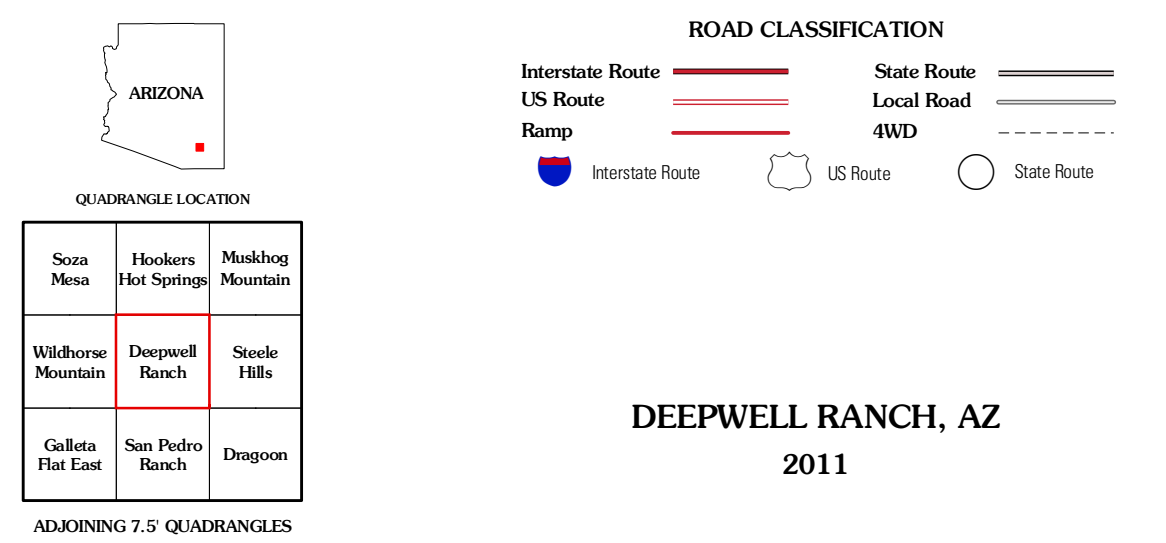 ARIZONA
QUADRANGLE LOCATION
Soza
Mesa
Hookers
Hot Springs
Muskhog
Mountain
Wildhorse
Mountain
Deepwell
Ranch
Steele
Hills
Galleta
Flat East
San Pedro
Ranch
Dragoon
ADJOINING 7.5' QUADRANGLES
ROAD CLASSIFICATION
Interstate Route
State Route
US Route
Local Road
Ramp
4WD
Interstate Route
US Route
State Route
DEEPWELL RANCH, AZ
2011